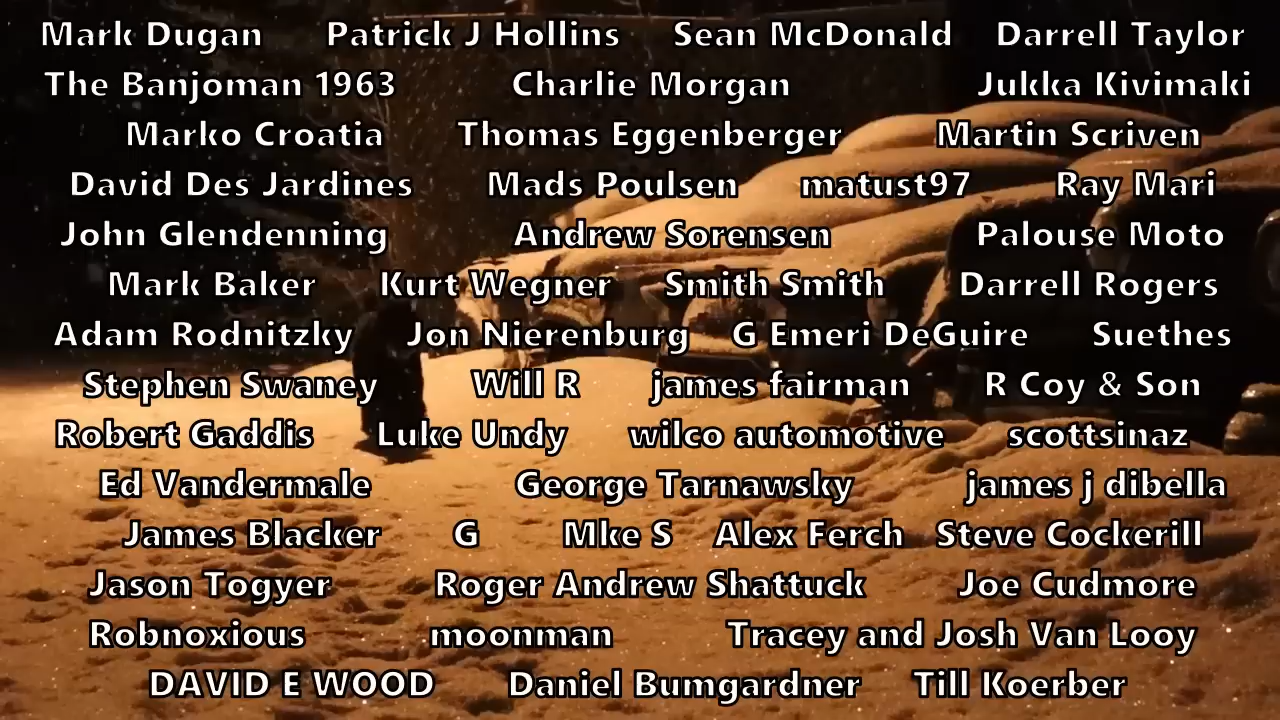 Mark Dugan Patrick J Hollins Sean McDonald Darrell Taylor
The Banjoman 1963 Charlie Morgan Jukka Kivimaki
Marko Croatia Thomas Eggenberger Martin Scriven
David Des Jardines Mads Poulsen matust97 Ray Mari
John Glendenning Andrew Sorensen Palouse Moto
Mark Baker Kurt Wegner Smith Smith Darrell Rogers
Adam Rodnitzky Jon Nierenburg G Emeri DeGuire Suethes
Stephen Swaney Will R james fairman R Coy & Son
Robert Gaddis Luke Undy wilco automotive scottsinaz
Ed Vandermale George Tarnawsky james j dibella
James Blacker G Mke S Alex Ferch Steve Cockerill
Jason Togyer Roger Andrew Shattuck Joe Cudmore
Robnoxious moonman Tracey and Josh Van Looy
DAVID E WOOD Daniel Bumgardner Till Koerber